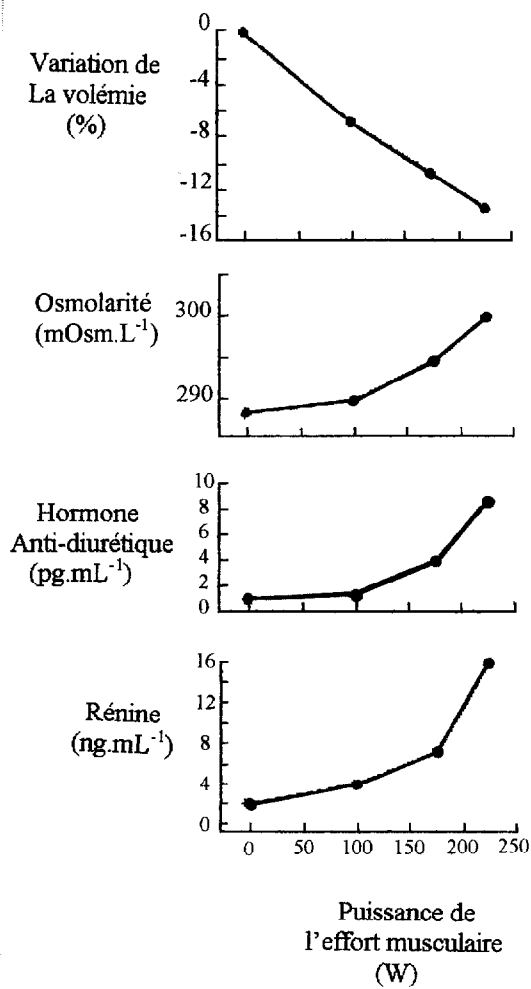 Variation de
La volémie
(%)
0
-4
-8
-12
-16
Osmolarité
(mOsm.L-1)
300
290
Hormone
Anti-diurétique
(pg.mL-1)
10
8
6
4
2
0
Rénine
(ng.mL-1)
16
12
8
4
0
0 50 100 150 200 250
Puissance de
l'effort musculaire
(W)